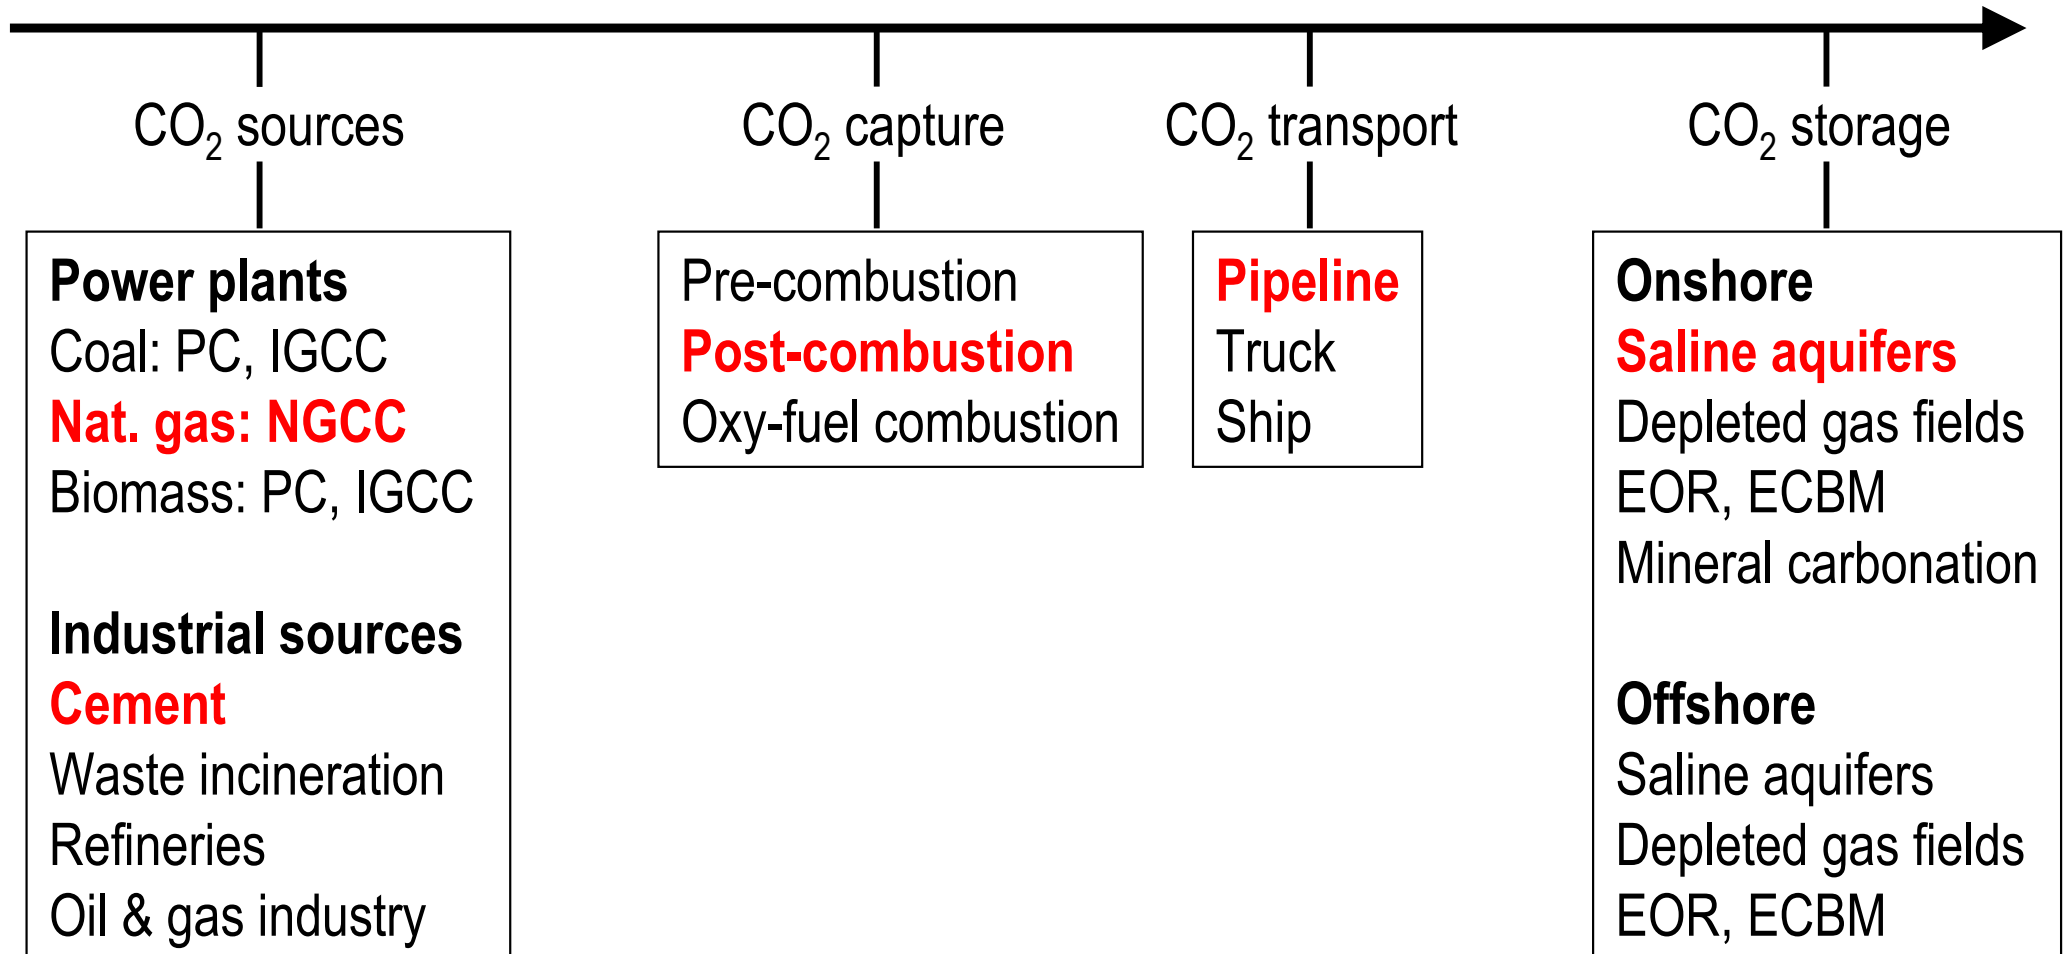 CO₂ sources
CO₂ capture
CO₂ transport
CO₂ storage
Power plants
Coal: PC, IGCC
Nat. gas: NGCC
Biomass: PC, IGCC
Industrial sources
Cement
Waste incineration
Refineries
Oil & gas industry
Pre-combustion
Post-combustion
Oxy-fuel combustion
Pipeline
Truck
Ship
Onshore
Saline aquifers
Depleted gas fields
EOR, ECBM
Mineral carbonation
Offshore
Saline aquifers
Depleted gas fields
EOR, ECBM